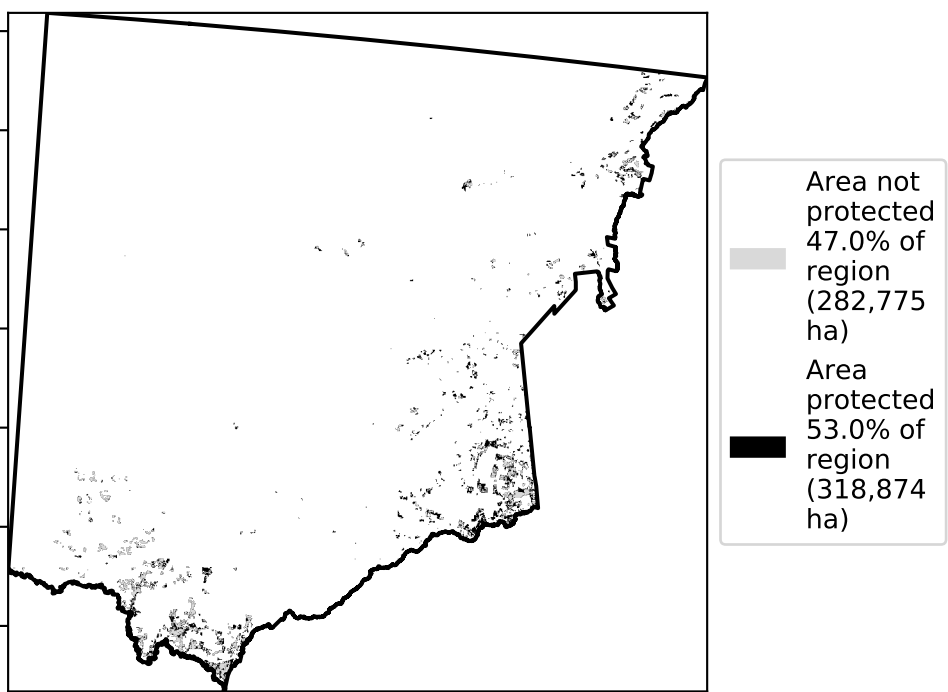 Area not
protected
47.0% of
region
(282,775
ha)
Area
protected
53.0% of
region
(318,874
ha)